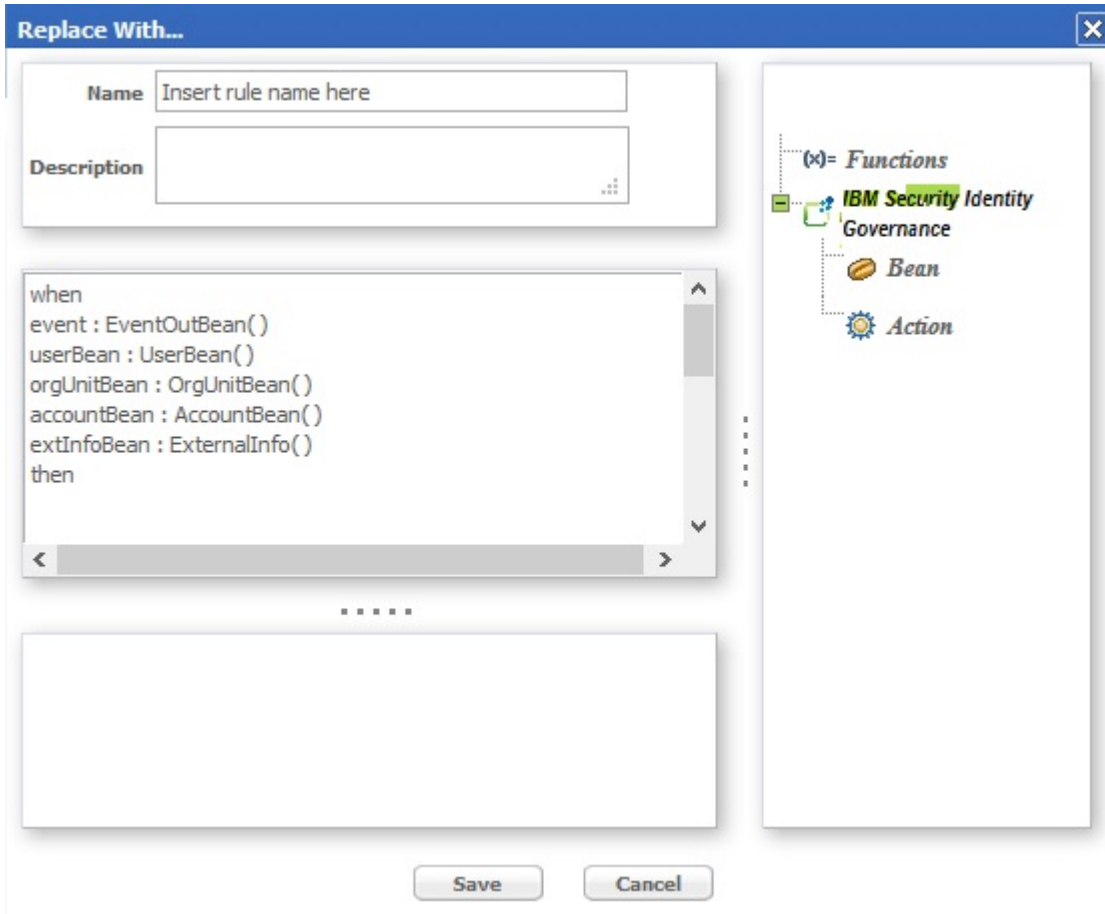 Replace With...
Name Insert rule name here
Description
when
event : EventOutBean( )
userBean : UserBean( )
orgUnitBean : OrgUnitBean( )
accountBean : AccountBean( )
extInfoBean : ExternalInfo( )
then
(x)= Functions
IBM Security Identity
Governance
Bean
Action
Save Cancel